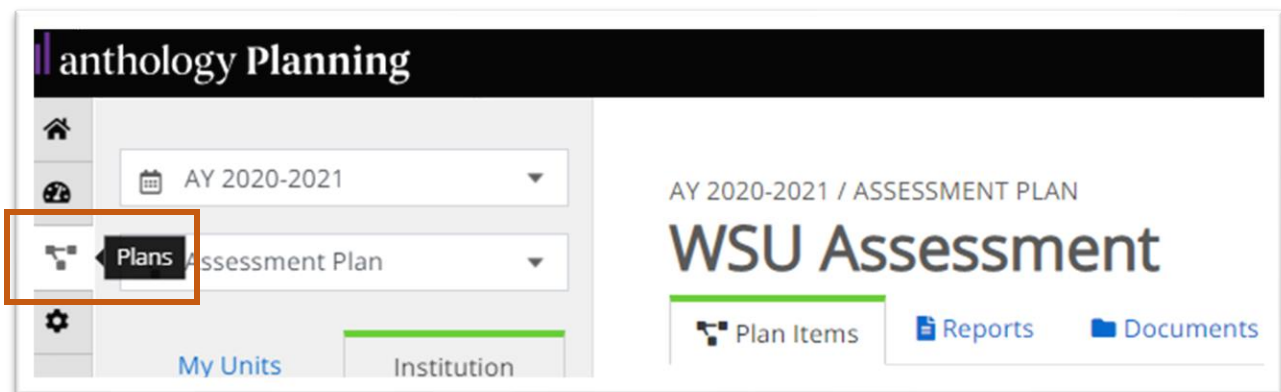 anthology Planning
AY 2020-2021
Plans
Assessment Plan
My Units
Institution
AY 2020-2021 / ASSESSMENT PLAN
WSU Assessment
Plan Items
Reports
Documents